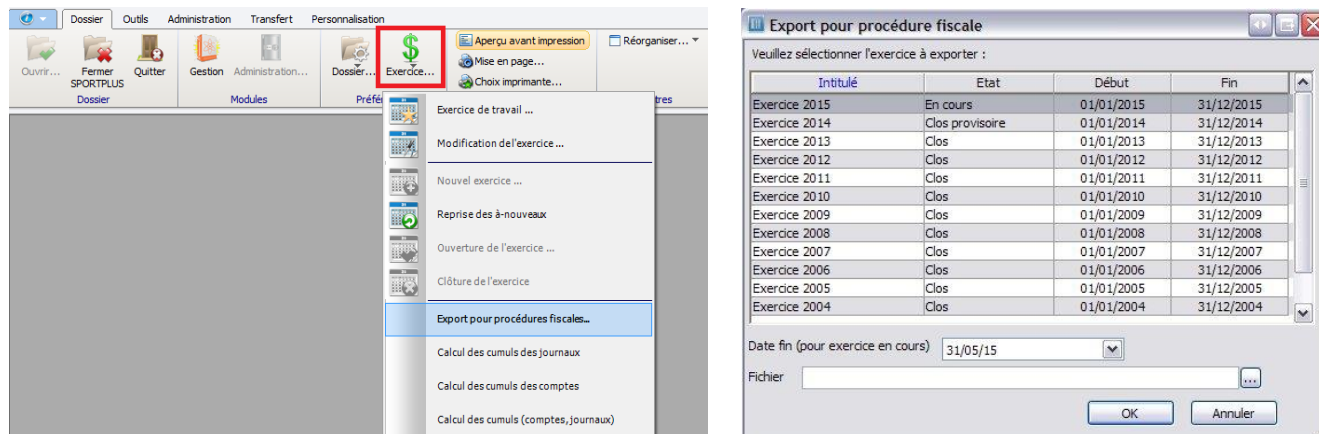 Dossier Outils Administration Transfert Personnalisation
Ouvrir... Fermer SPORTPLUS Quitter Gestion Administration... Dossier... Exercice...
Aperçu avant impression
Mise en page...
Choix imprimante...
Réorganiser...
Dossier Modules Préfé tres
Exercice de travail ...
Modification de l'exercice ...
Nouvel exercice ...
Reprise des à-nouveaux
Ouverture de l'exercice ...
Clôture de l'exercice
Export pour procédures fiscales...
Calcul des cumuls des journaux
Calcul des cumuls des comptes
Calcul des cumuls (comptes, journaux)
Export pour procédure fiscale
Veuillez sélectionner l'exercice à exporter :
Intitulé Etat Début Fin
Exercice 2015 En cours 01/01/2015 31/12/2015
Exercice 2014 Clos provisoire 01/01/2014 31/12/2014
Exercice 2013 Clos 01/01/2013 31/12/2013
Exercice 2012 Clos 01/01/2012 31/12/2012
Exercice 2011 Clos 01/01/2011 31/12/2011
Exercice 2010 Clos 01/01/2010 31/12/2010
Exercice 2009 Clos 01/01/2009 31/12/2009
Exercice 2008 Clos 01/01/2008 31/12/2008
Exercice 2007 Clos 01/01/2007 31/12/2007
Exercice 2006 Clos 01/01/2006 31/12/2006
Exercice 2005 Clos 01/01/2005 31/12/2005
Exercice 2004 Clos 01/01/2004 31/12/2004
Date fin (pour exercice en cours) 31/05/15
Fichier ...
OK Annuler